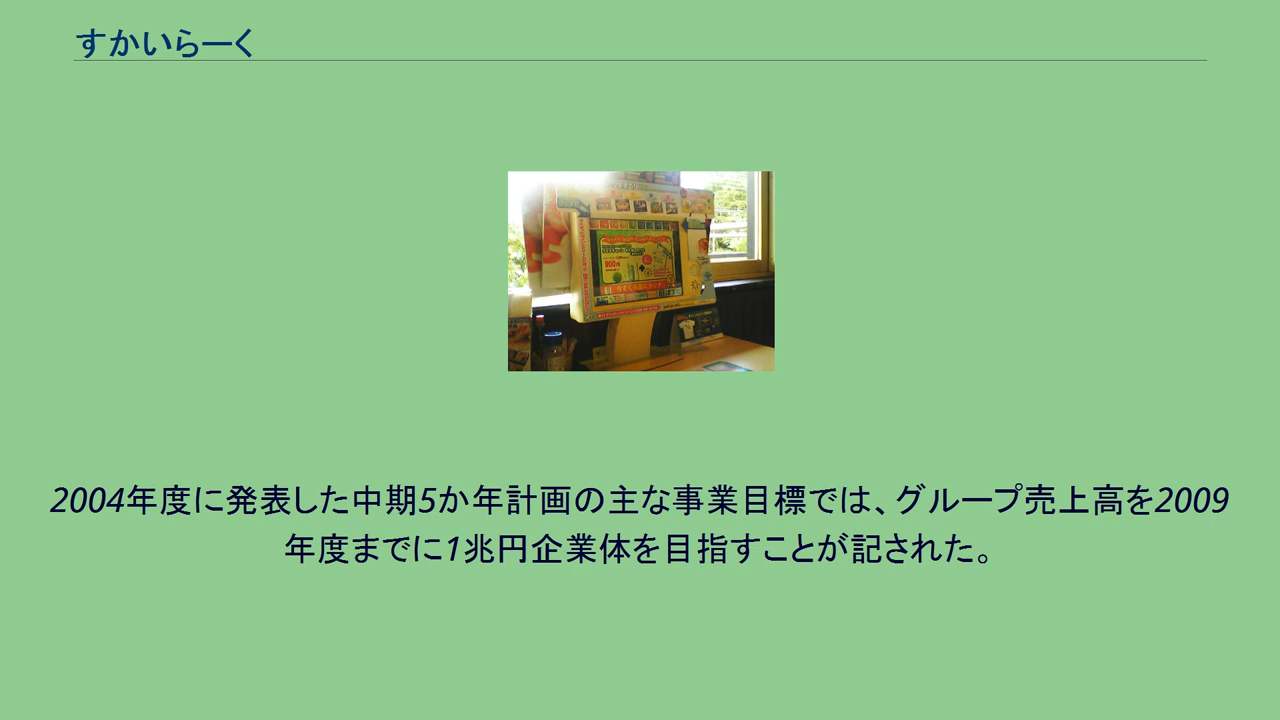 すかいらーく
2004年度に発表した中期5か年計画の主な事業目標では、グループ売上高を2009
年度までに1兆円企業体を目指すことが記された。